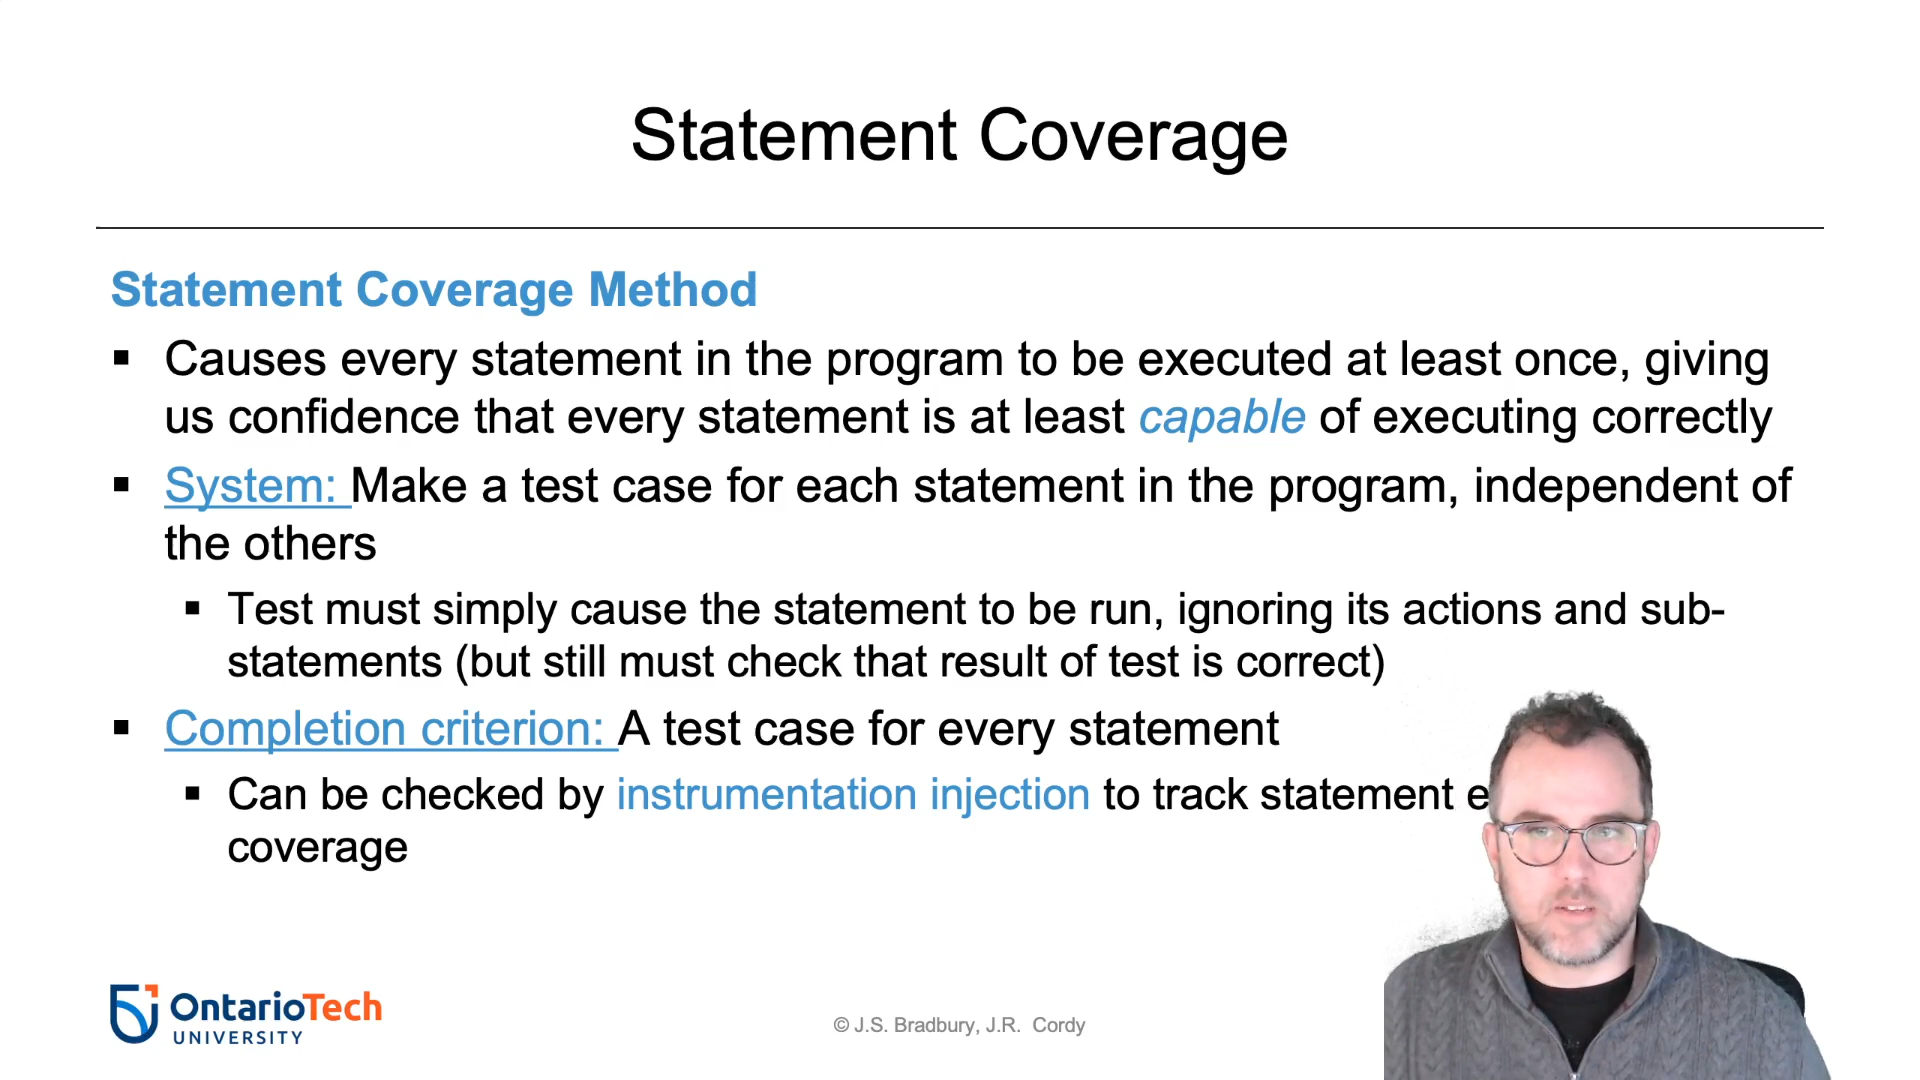 Statement Coverage
Statement Coverage Method
▪ Causes every statement in the program to be executed at least once, giving
us confidence that every statement is at least capable of executing correctly
▪ System: Make a test case for each statement in the program, independent of
the others
▪ Test must simply cause the statement to be run, ignoring its actions and sub-
statements (but still must check that result of test is correct)
▪ Completion criterion: A test case for every statement
▪ Can be checked by instrumentation injection to track statement
coverage
OntarioTech
UNIVERSITY
© J.S. Bradbury, J.R. Cordy